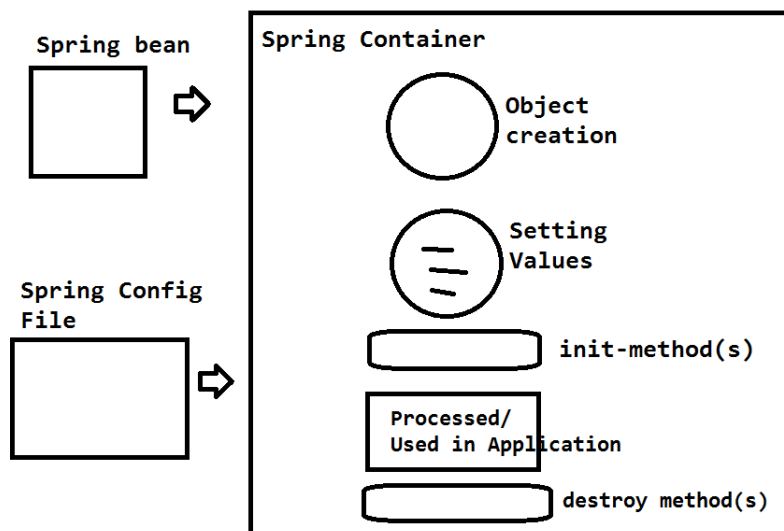 Spring bean
Spring Config
File
Spring Container
Object
creation
Setting
Values
init-method(s)
Processed/
Used in Application
destroy method(s)